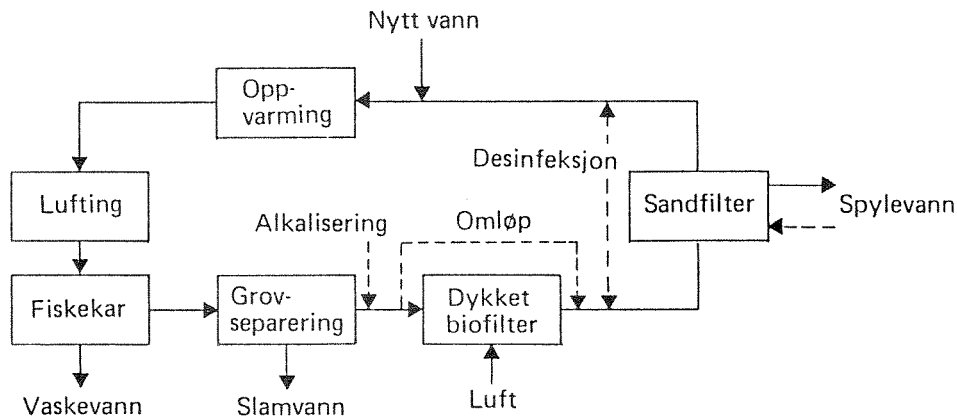 Nytt vann
Opp-
varming
Desinfeksjon
Lufting
Sandfilter
Spylevann
Alkalisering
Omløp
Fiskekar
Grov-
separering
Dykket
biofilter
Vaskevann
Slamvann
Luft